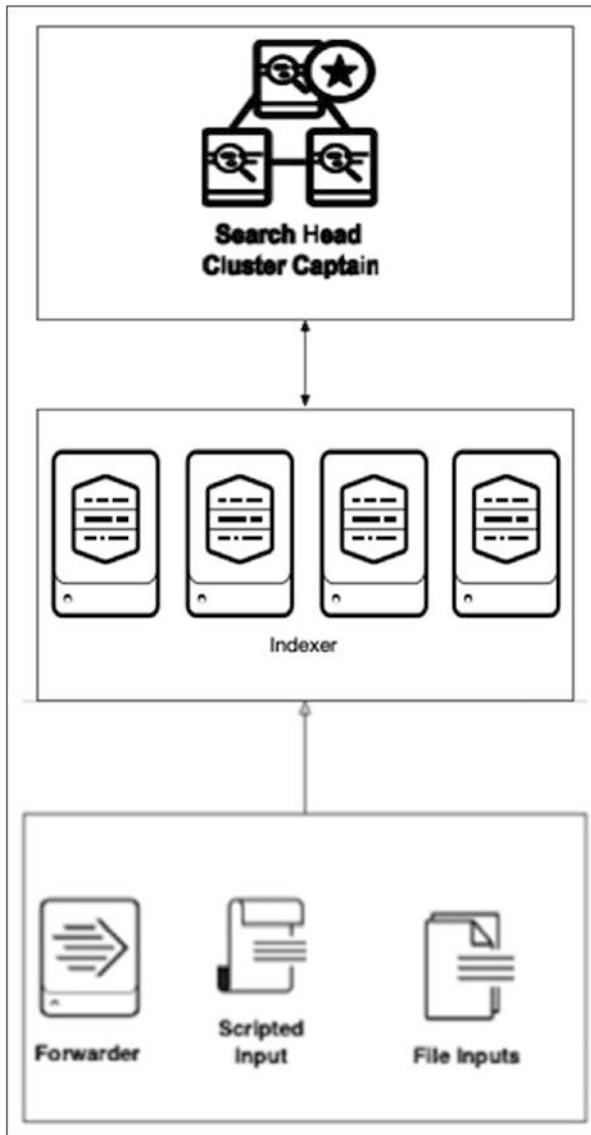 Search Head
Cluster Captain
Indexer
Forwarder
Scripted
Input
File Inputs